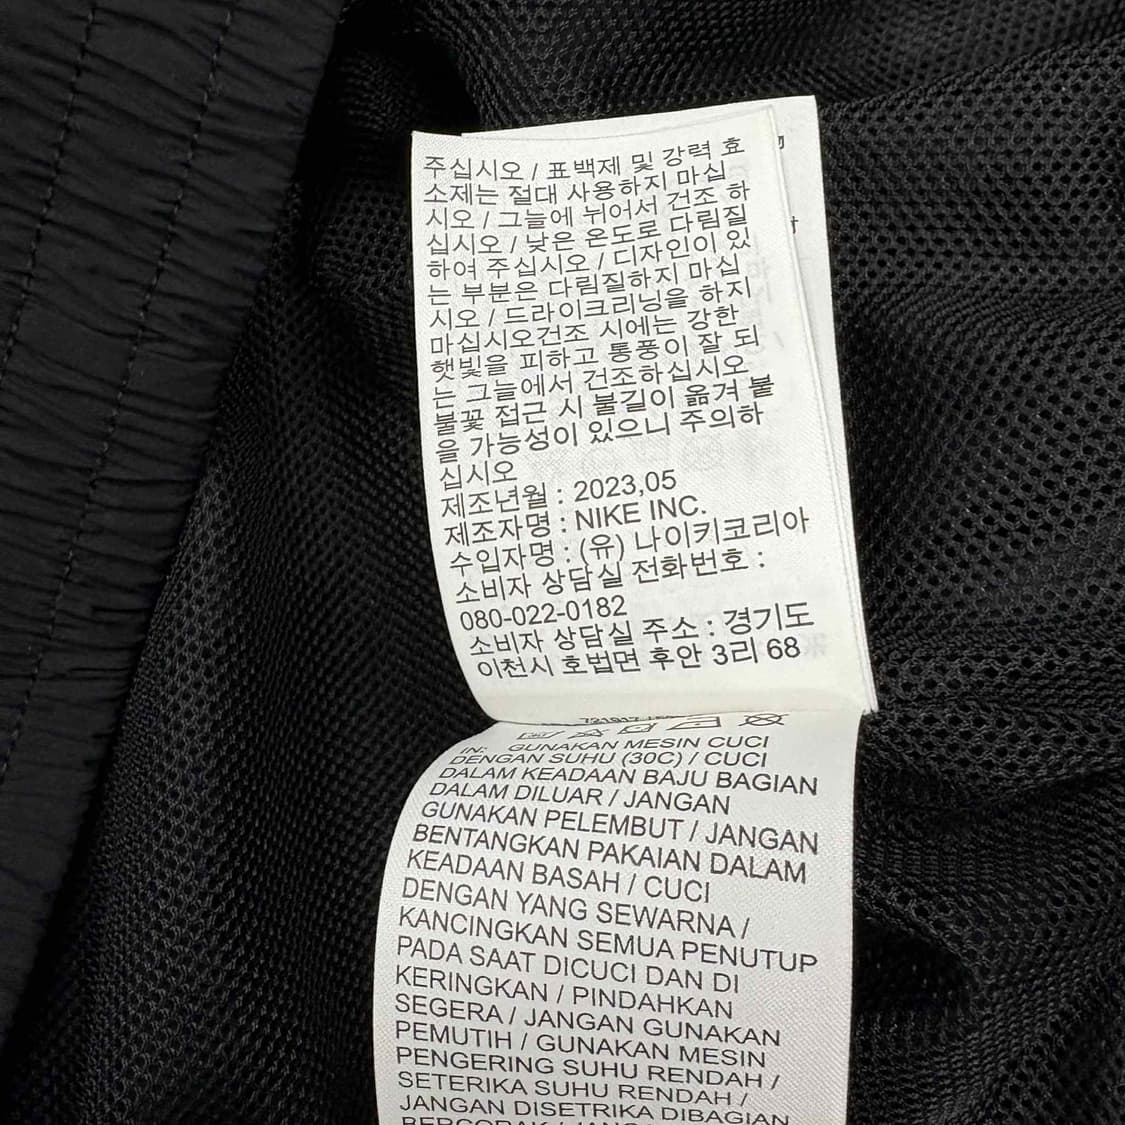 주십시오 / 표백제 및 강력 효
소제는 절대 사용하지 마십
시오 / 그늘에 뉘어서 건조 하
십시오 / 낮은 온도로 다림질
하여 주십시오 / 디자인이 있
는 부분은 다림질하지 마십
시오 / 드라이크리닝을 하지
마십시오건조 시에는 강한
햇빛을 피하고 통풍이 잘 되
는 그늘에서 건조하십시오
불꽃 접근 시 불길이 옮겨 붙
을 가능성이 있으니 주의하
십시오
제조년월 : 2023,05
제조자명 : NIKE INC.
수입자명 : (유) 나이키코리아
소비자 상담실 전화번호 :
080-022-0182
소비자 상담실 주소 : 경기도
이천시 호법면 후안 3리 68
IN: GUNAKAN MESIN CUCI
DENGAN SUHU (30C) / CUCI
DALAM KEADAAN BAJU BAGIAN
DALAM DILUAR / JANGAN
GUNAKAN PELEMBUT / JANGAN
BENTANGKAN PAKAIAN DALAM
KEADAAN BASAH / CUCI
DENGAN YANG SEWARNA /
KANCINGKAN SEMUA PENUTUP
PADA SAAT DICUCI DAN DI
KERINGKAN / PINDAHKAN
SEGERA / JANGAN GUNAKAN
PEMUTIH / GUNAKAN MESIN
PENGERING SUHU RENDAH /
SETERIKA SUHU RENDAH /
JANGAN DISETRIKA DIBAGIAN